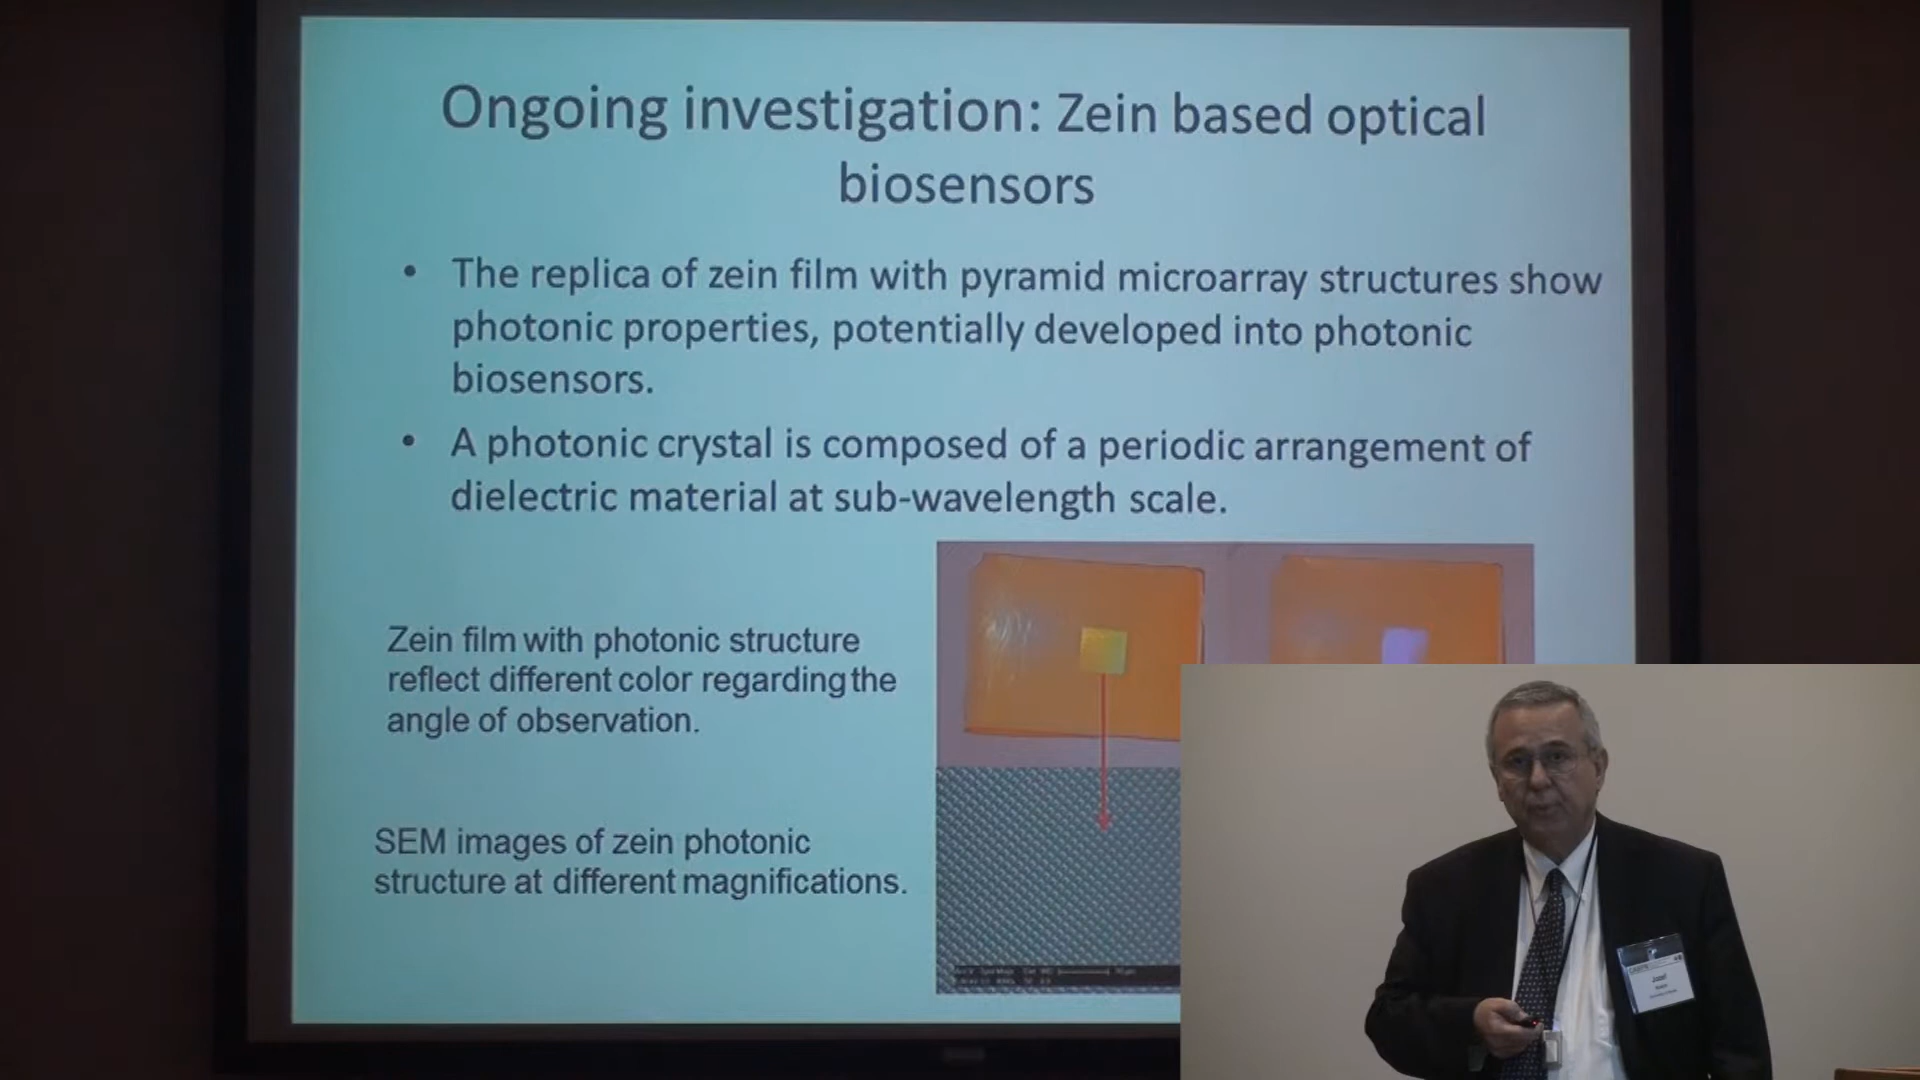 Ongoing investigation: Zein based optical
biosensors
• The replica of zein film with pyramid microarray structures show
photonic properties, potentially developed into photonic
biosensors.
• A photonic crystal is composed of a periodic arrangement of
dielectric material at sub-wavelength scale.
Zein film with photonic structure
reflect different color regarding the
angle of observation.
SEM images of zein photonic
structure at different magnifications.